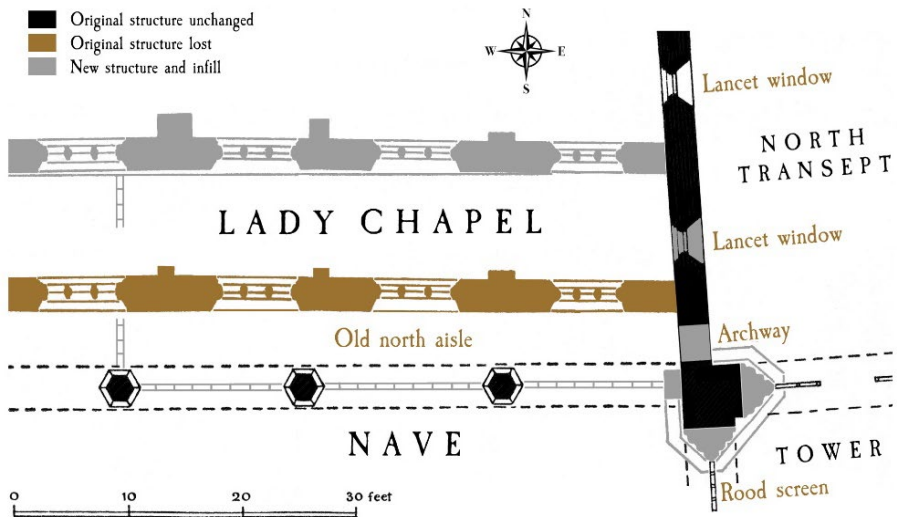 Original structure unchanged
Original structure lost
New structure and infill
N
W E
S
Lancet window
NORTH
TRANSEPT
LADY CHAPEL
Lancet window
Old north aisle
Archway
NAVE
TOWER
Rood screen
0 10 20 30 feet